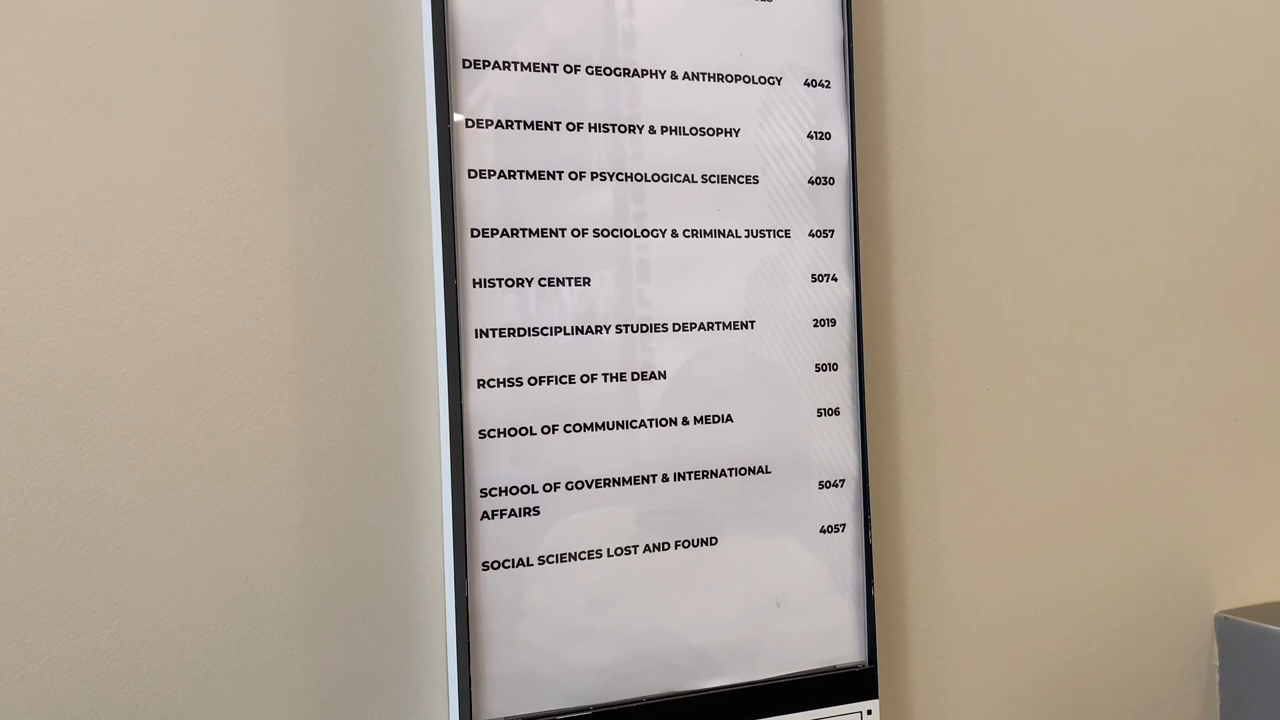 DEPARTMENT OF GEOGRAPHY & ANTHROPOLOGY 4042
DEPARTMENT OF HISTORY & PHILOSOPHY 4120
DEPARTMENT OF PSYCHOLOGICAL SCIENCES 4030
DEPARTMENT OF SOCIOLOGY & CRIMINAL JUSTICE 4057
HISTORY CENTER 5074
INTERDISCIPLINARY STUDIES DEPARTMENT 2019
RCHSS OFFICE OF THE DEAN 5010
SCHOOL OF COMMUNICATION & MEDIA 5106
SCHOOL OF GOVERNMENT & INTERNATIONAL 5047
AFFAIRS
SOCIAL SCIENCES LOST AND FOUND 4057